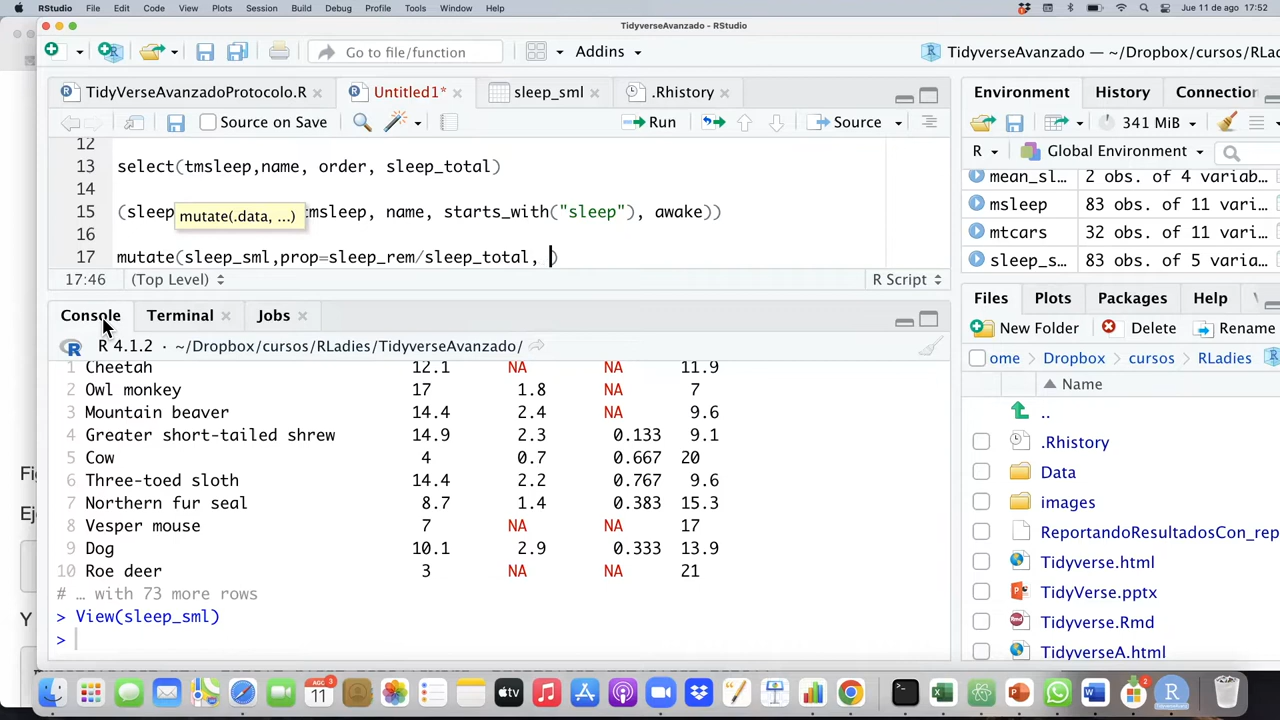 RStudio File Edit Code View Plots Session Build Debug Profile Tools Window Help Jue 11 de ago 17:52
TidyverseAvanzado - RStudio
Go to file/function Addins TidyverseAvanzado — ~/Dropbox/cursos/RLa
TidyVerseAvanzadoProtocolo.R Untitled1* sleep_sml .Rhistory
Source on Save Run Source
12
13 select(tmsleep,name, order, sleep_total)
14
15 (sleep mutate(.data, ...) msleep, name, starts_with("sleep"), awake))
16
17 mutate(sleep_sml,prop=sleep_rem/sleep_total, )
17:46 (Top Level) R Script
Console Terminal Jobs
R 4.1.2 · ~/Dropbox/cursos/RLadies/TidyverseAvanzado/
1 Cheetah 12.1 NA NA 11.9
2 Owl monkey 17 1.8 NA 7
3 Mountain beaver 14.4 2.4 NA 9.6
4 Greater short-tailed shrew 14.9 2.3 0.133 9.1
5 Cow 4 0.7 0.667 20
6 Three-toed sloth 14.4 2.2 0.767 9.6
7 Northern fur seal 8.7 1.4 0.383 15.3
8 Vesper mouse 7 NA NA 17
9 Dog 10.1 2.9 0.333 13.9
10 Roe deer 3 NA NA 21
# … with 73 more rows
> View(sleep_sml)
>
Environment History Connection
341 MiB
R Global Environment
mean_sl… 2 obs. of 4 variab…
msleep 83 obs. of 11 vari…
mtcars 32 obs. of 11 vari…
sleep_s… 83 obs. of 5 varia…
Files Plots Packages Help
New Folder Delete Rename
ome Dropbox cursos RLadies
Name
..
.Rhistory
Data
images
ReportandoResultadosCon_rep
Tidyverse.html
TidyVerse.pptx
Tidyverse.Rmd
TidyverseA.html
Fig
Eje
Y
AGO 3
11
tv